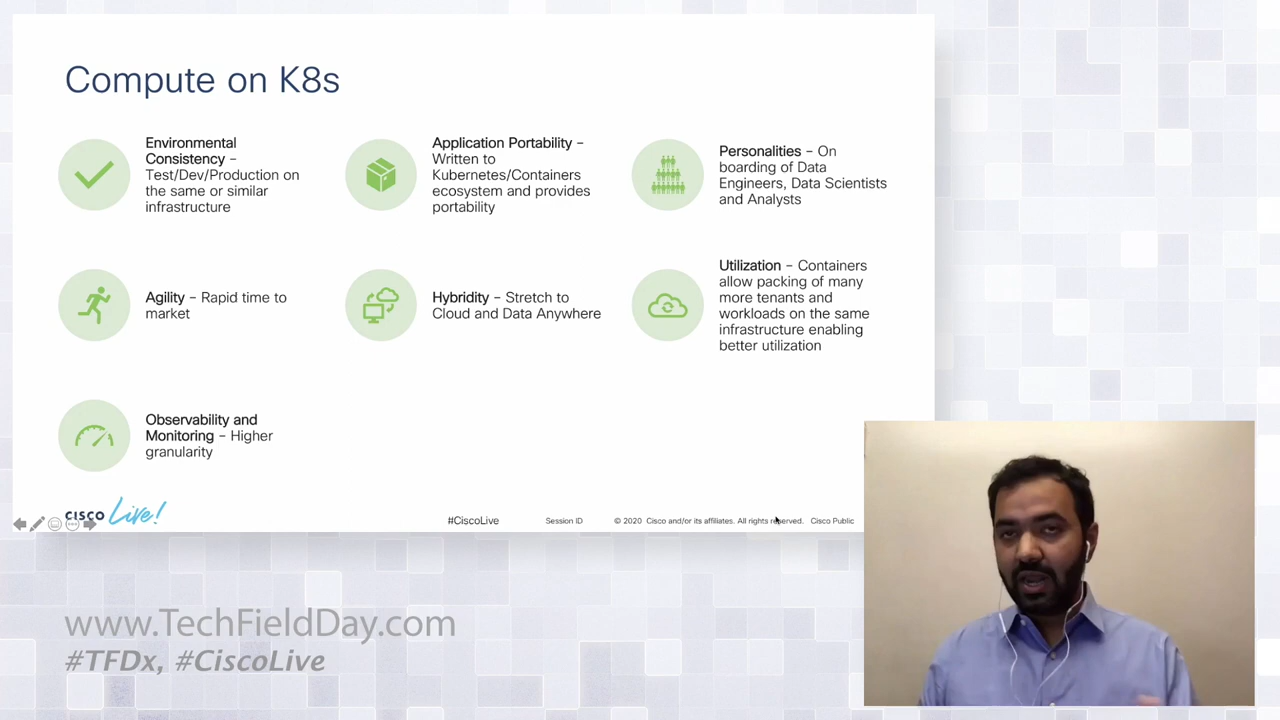 Compute on K8s
Environmental
Consistency –
Test/Dev/Production on
the same or similar
infrastructure
Application Portability –
Written to
Kubernetes/Containers
ecosystem and provides
portability
Personalities – On
boarding of Data
Engineers, Data Scientists
and Analysts
Agility – Rapid time to
market
Hybridity – Stretch to
Cloud and Data Anywhere
Utilization – Containers
allow packing of many
more tenants and
workloads on the same
infrastructure enabling
better utilization
Observability and
Monitoring – Higher
granularity
CISCO Live!
#CiscoLive
Session ID
© 2020 Cisco and/or its affiliates. All rights reserved. Cisco Public
www.TechFieldDay.com
#TFDx, #CiscoLive